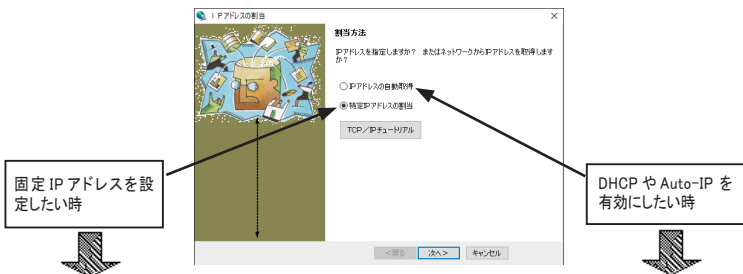 IPアドレスの割当
割当方法
IPアドレスを指定しますか？ またはネットワークからIPアドレスを取得します
か？
IPアドレスの自動取得
特定IPアドレスの割当
TCP／IPチュートリアル
固定 IP アドレスを設
定したい時
DHCP や Auto-IP を
有効にしたい時
<戻る 次へ> キャンセル